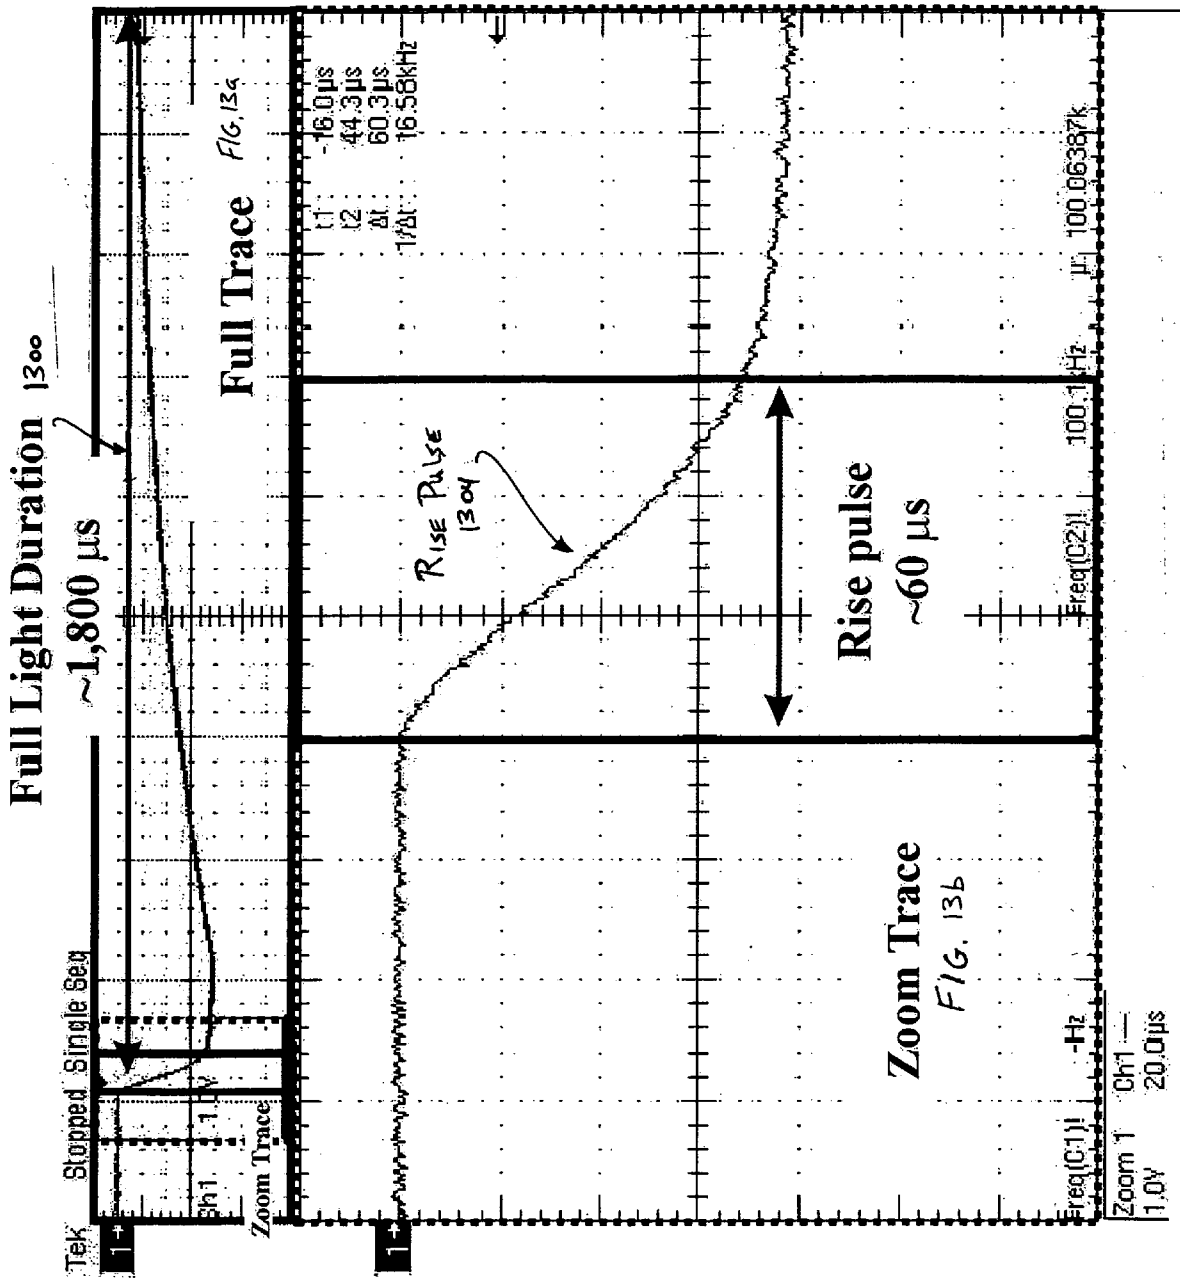 Full Light Duration 1300
~1,800 µs
Tek Stopped Single Seq
1→
Ch1 1. V
Zoom Trace
Full Trace FIG. 13a
t1: -16.0µs
t2: 44.3µs
Δt: 60.3µs
1/Δt: 16.58kHz
1→
RISE PULSE
1304
Rise pulse
~60 µs
Zoom Trace
FIG. 13b
Freq(C1)! -Hz Freq(C2)! 100.1kHz µ: 100.06387k
Zoom 1 Ch1
1.0V 20.0µs